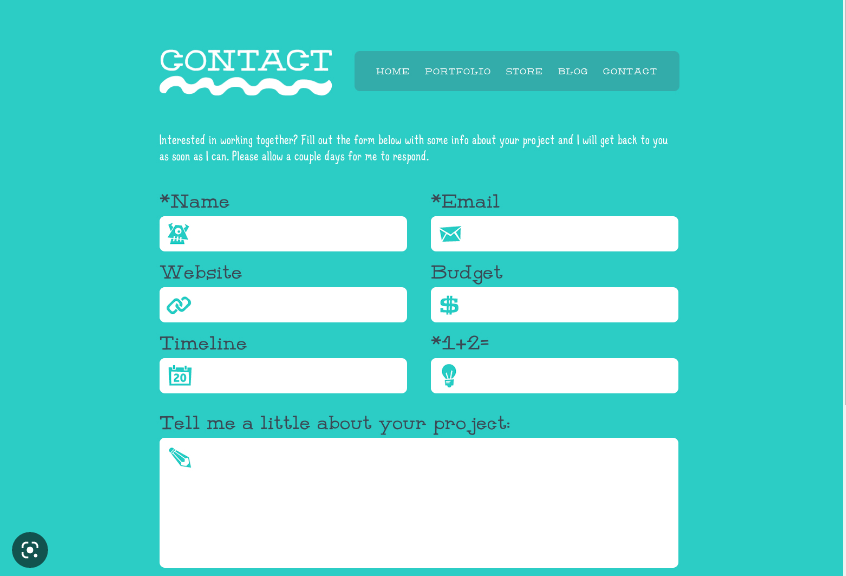 CONTACT
HOME PORTFOLIO STORE BLOG CONTACT
Interested in working together? Fill out the form below with some info about your project and I will get back to you
as soon as I can. Please allow a couple days for me to respond.
*Name *Email
Website Budget
$
Timeline *1+2=
20
Tell me a little about your project: